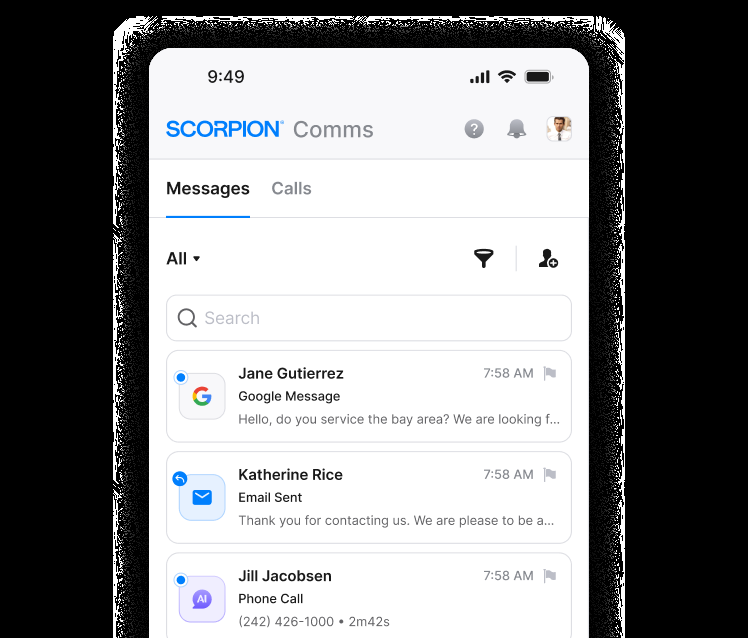 9:49
SCORPION® Comms
Messages Calls
All
Search
Jane Gutierrez 7:58 AM
Google Message
Hello, do you service the bay area? We are looking f...
Katherine Rice 7:58 AM
Email Sent
Thank you for contacting us. We are please to be a...
Jill Jacobsen 7:58 AM
AI
Phone Call
(242) 426-1000 • 2m42s